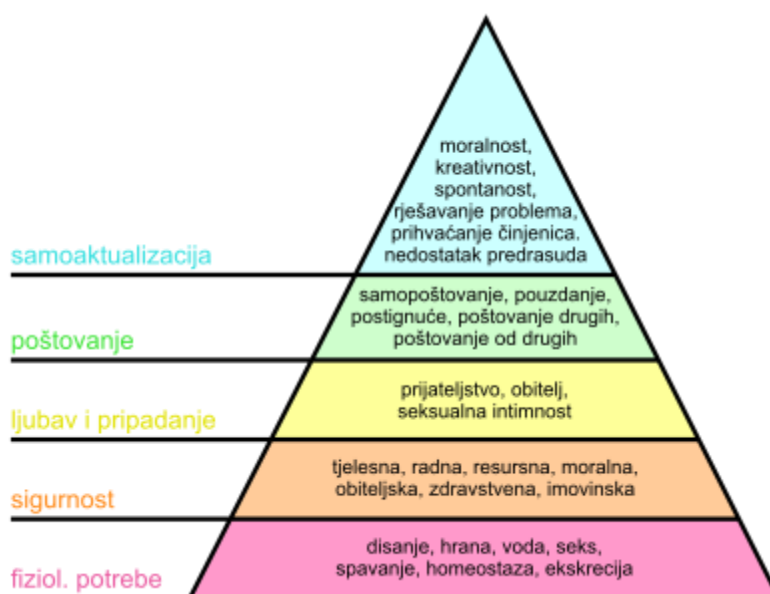 moralnost,
kreativnost,
spontanost,
rješavanje problema,
prihvaćanje činjenica.
nedostatak predrasuda
samoaktualizacija
samopoštovanje, pouzdanje,
postignuće, poštovanje drugih,
poštovanje od drugih
poštovanje
prijateljstvo, obitelj,
seksualna intimnost
ljubav i pripadanje
tjelesna, radna, resursna, moralna,
obiteljska, zdravstvena, imovinska
sigurnost
disanje, hrana, voda, seks,
spavanje, homeostaza, ekskrecija
fiziol. potrebe